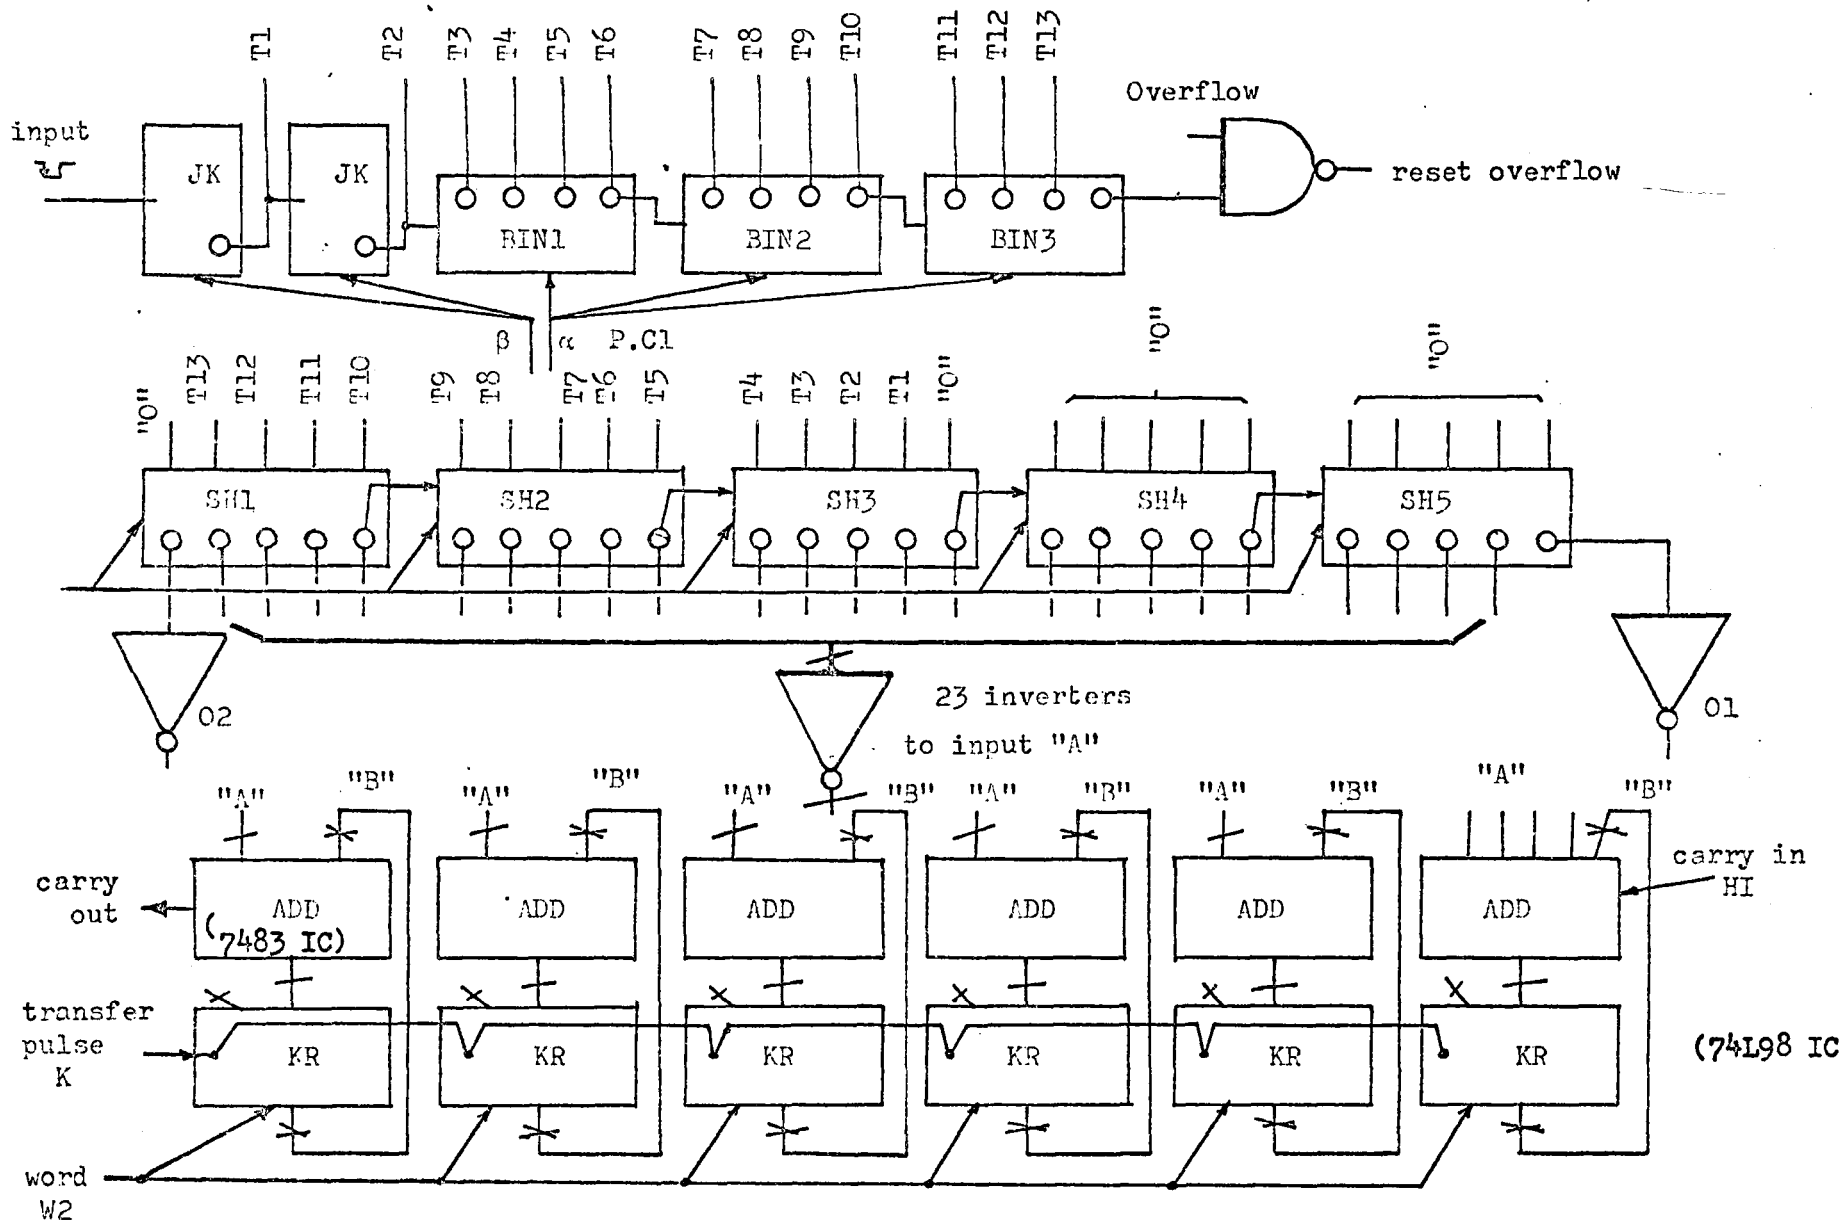 T1 T2 T3 T4 T5 T6 T7 T8 T9 T10 T11 T12 T13
Overflow
input
JK JK
reset overflow
BIN1 BIN2 BIN3
β α P.Cl
"0" "0"
"0" T13 T12 T11 T10 T9 T8 T7 T6 T5 T4 T3 T2 T1 "0"
SH1 SH2 SH3 SH4 SH5
23 inverters
O2 O1
to input "A"
"A" "B" "A" "B" "A" "B" "A" "B" "A" "B" "A" "B"
carry in
HI
carry
out
ADD ADD ADD ADD ADD ADD
(7483 IC)
transfer
pulse
K
KR KR KR KR KR KR
(74L98 IC
word
W2